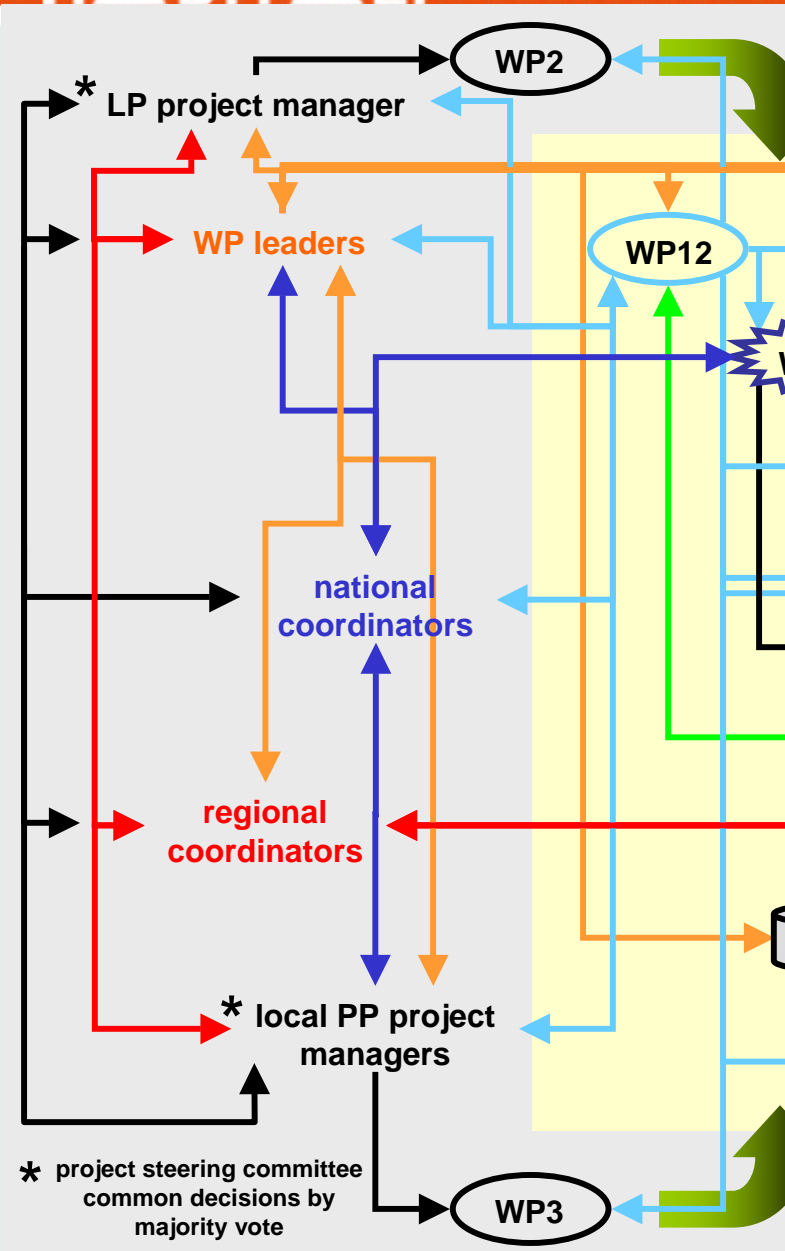 WP2
* LP project manager
WP leaders
WP12
national
coordinators
regional
coordinators
* local PP project
managers
* project steering committee
common decisions by
majority vote
WP3